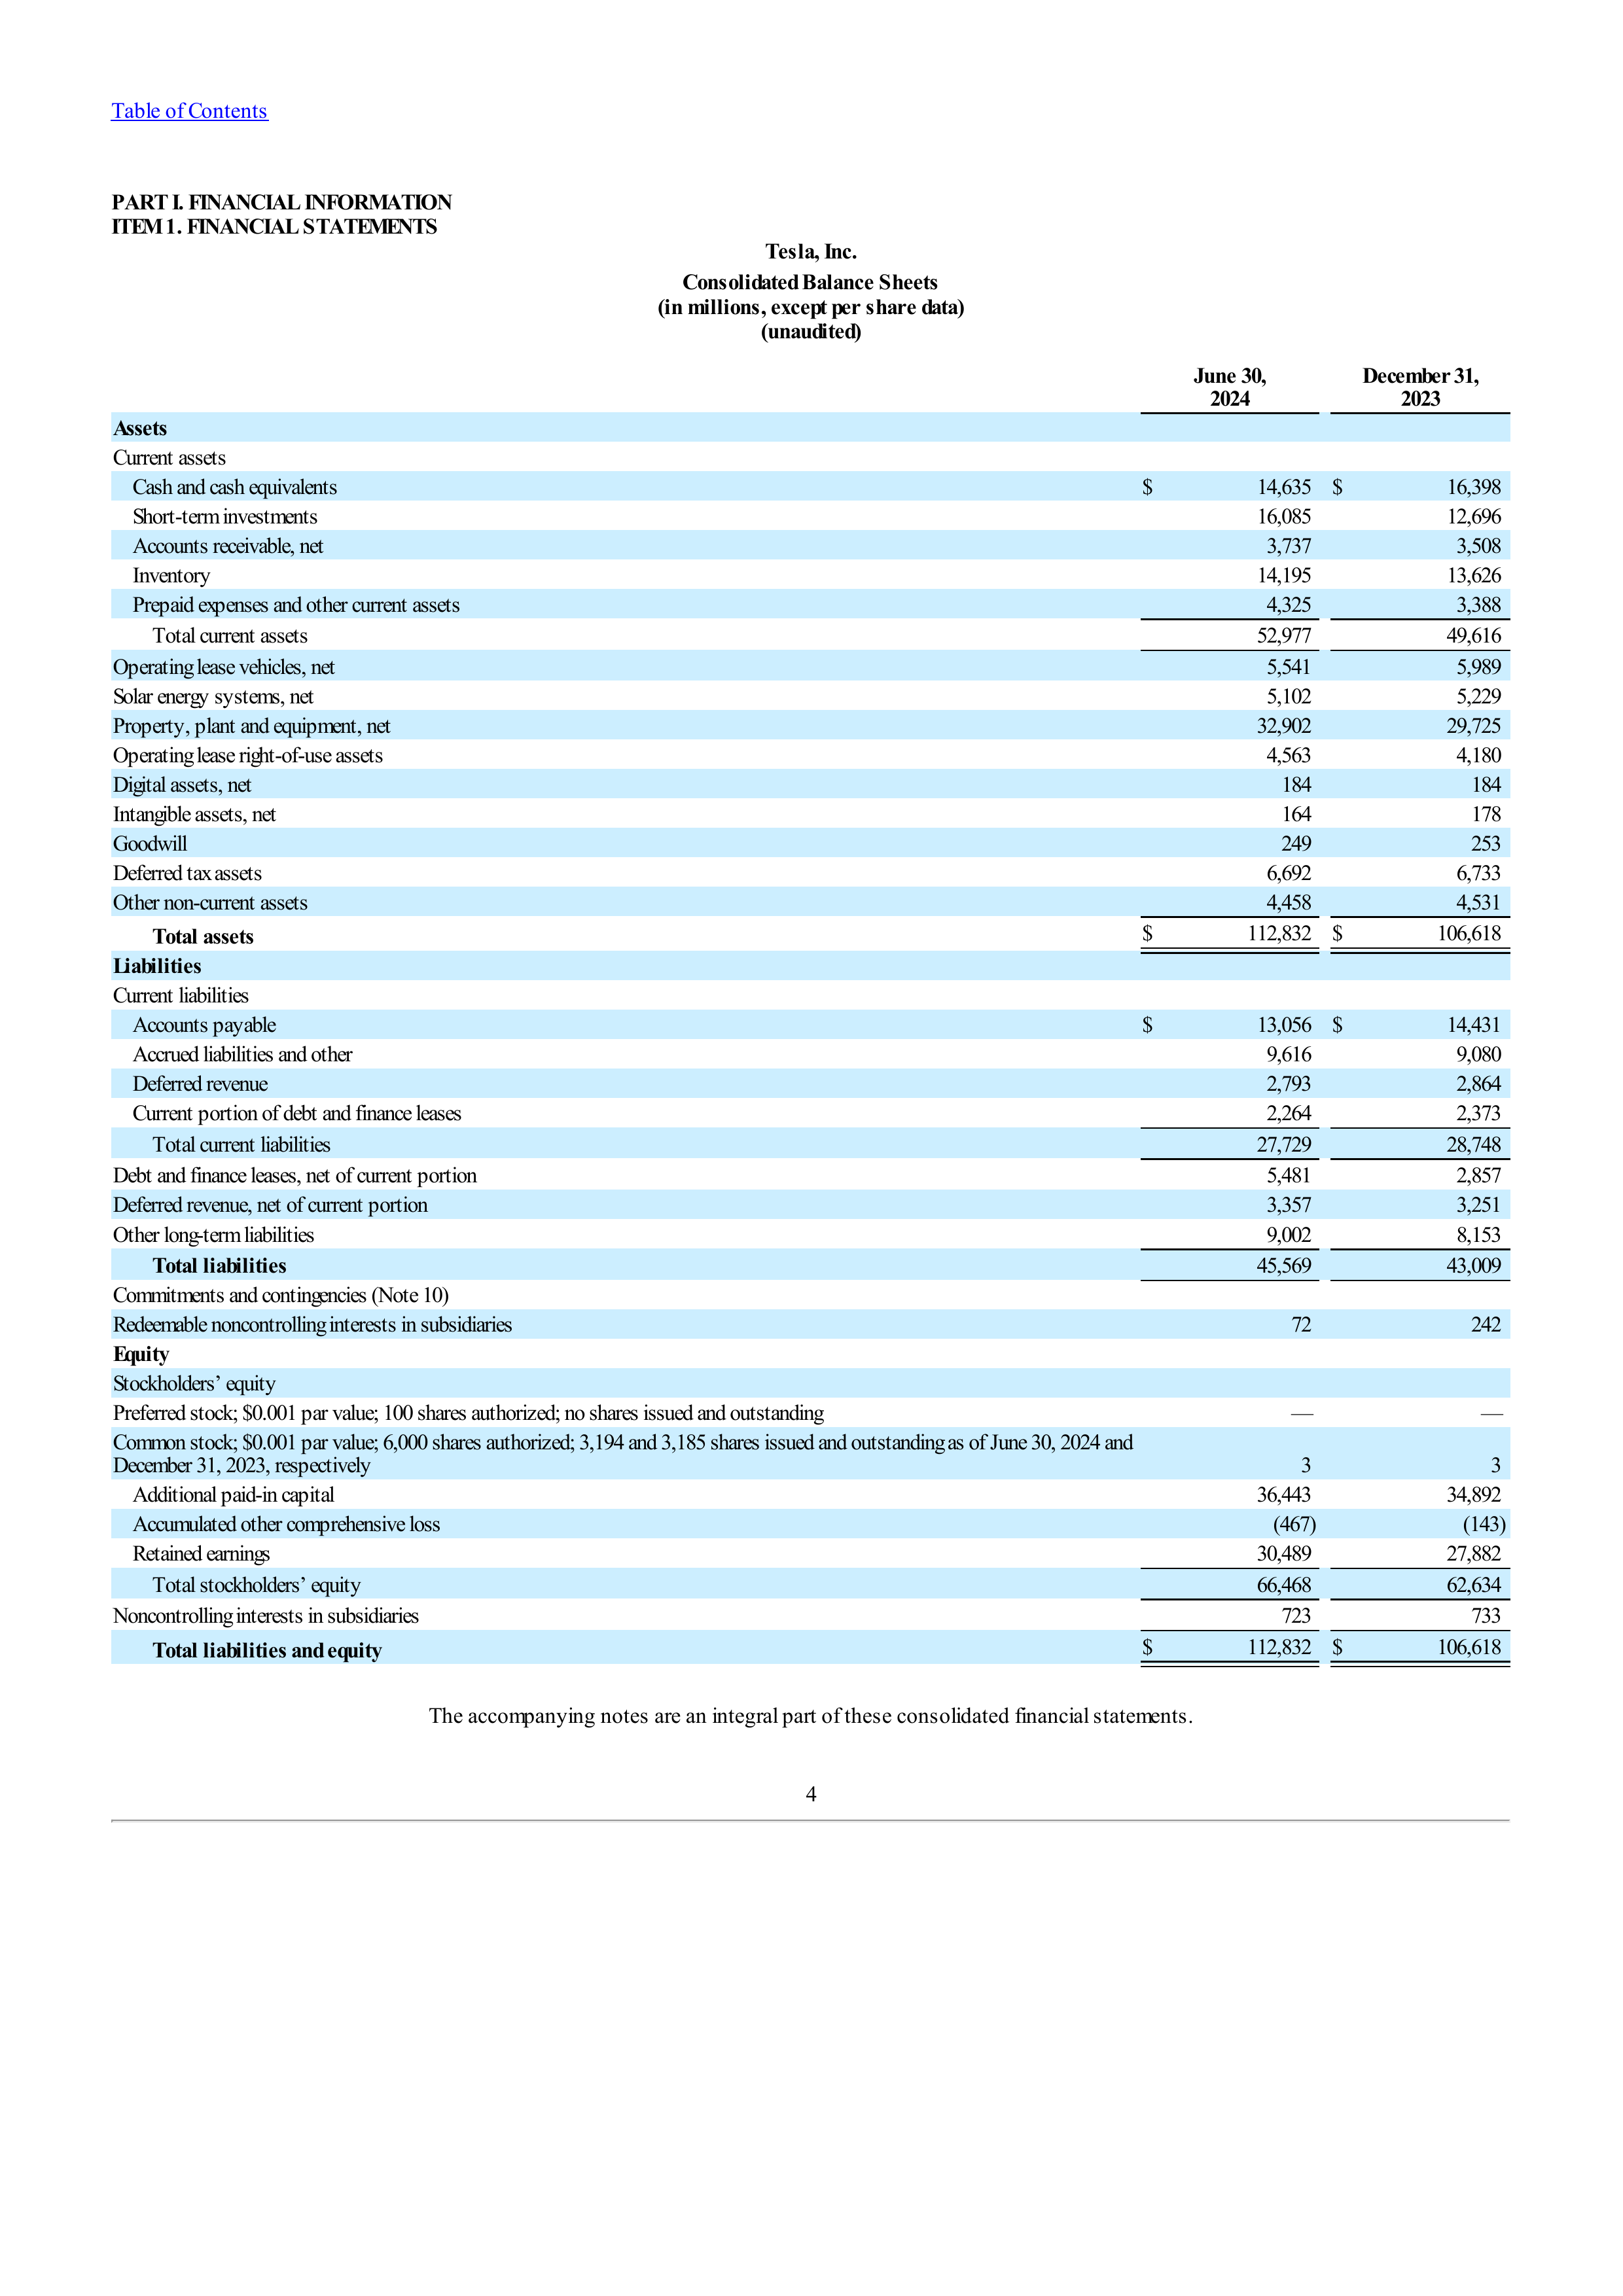 Table of Contents
PART I. FINANCIAL INFORMATION
ITEM 1. FINANCIAL STATEMENTS
Tesla, Inc.
Consolidated Balance Sheets
(in millions, except per share data)
(unaudited)
June 30, 2024 December 31, 2023
Assets
Current assets
Cash and cash equivalents $ 14,635 $ 16,398
Short-term investments 16,085 12,696
Accounts receivable, net 3,737 3,508
Inventory 14,195 13,626
Prepaid expenses and other current assets 4,325 3,388
Total current assets 52,977 49,616
Operating lease vehicles, net 5,541 5,989
Solar energy systems, net 5,102 5,229
Property, plant and equipment, net 32,902 29,725
Operating lease right-of-use assets 4,563 4,180
Digital assets, net 184 184
Intangible assets, net 164 178
Goodwill 249 253
Deferred tax assets 6,692 6,733
Other non-current assets 4,458 4,531
Total assets $ 112,832 $ 106,618
Liabilities
Current liabilities
Accounts payable $ 13,056 $ 14,431
Accrued liabilities and other 9,616 9,080
Deferred revenue 2,793 2,864
Current portion of debt and finance leases 2,264 2,373
Total current liabilities 27,729 28,748
Debt and finance leases, net of current portion 5,481 2,857
Deferred revenue, net of current portion 3,357 3,251
Other long-term liabilities 9,002 8,153
Total liabilities 45,569 43,009
Commitments and contingencies (Note 10)
Redeemable noncontrolling interests in subsidiaries 72 242
Equity
Stockholders’ equity
Preferred stock; $0.001 par value; 100 shares authorized; no shares issued and outstanding — —
Common stock; $0.001 par value; 6,000 shares authorized; 3,194 and 3,185 shares issued and outstanding as of June 30, 2024 and
December 31, 2023, respectively 3 3
Additional paid-in capital 36,443 34,892
Accumulated other comprehensive loss (467) (143)
Retained earnings 30,489 27,882
Total stockholders’ equity 66,468 62,634
Noncontrolling interests in subsidiaries 723 733
Total liabilities and equity $ 112,832 $ 106,618
The accompanying notes are an integral part of these consolidated financial statements.
4